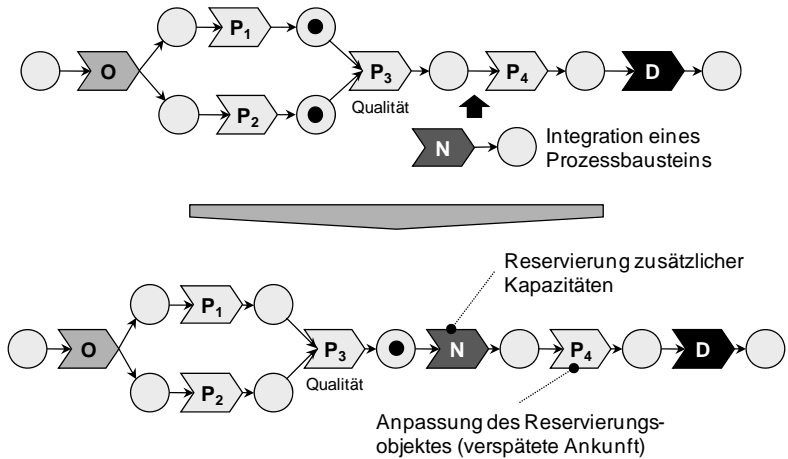 P1
O
P3
P4
D
P2
Qualität
N
Integration eines
Prozessbausteins
Reservierung zusätzlicher
Kapazitäten
P1
O
P3
N
P4
D
P2
Qualität
Anpassung des Reservierungs-
objektes (verspätete Ankunft)